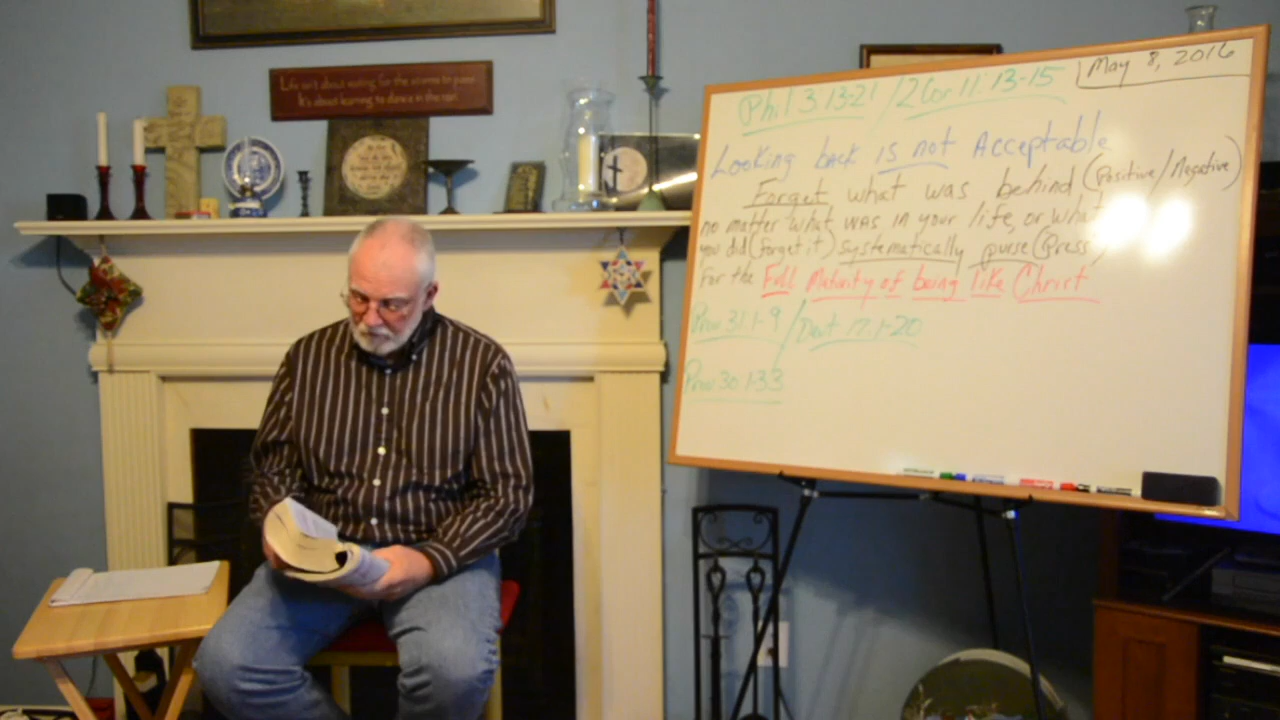 Life isn't about waiting for the storms to pass
It's about learning to dance in the rain
May 8, 2016
Phil 3:13-21 / 2 Cor 11:13-15
Looking back is not Acceptable
Forget what was behind (Positive/Negative)
no matter what was in your life, or what
you did (forget it) systematically purse (Press)
for the Full Maturity of being like Christ
Prov 31:1-9 / Deut 17:1-20
Prov 30:1-33